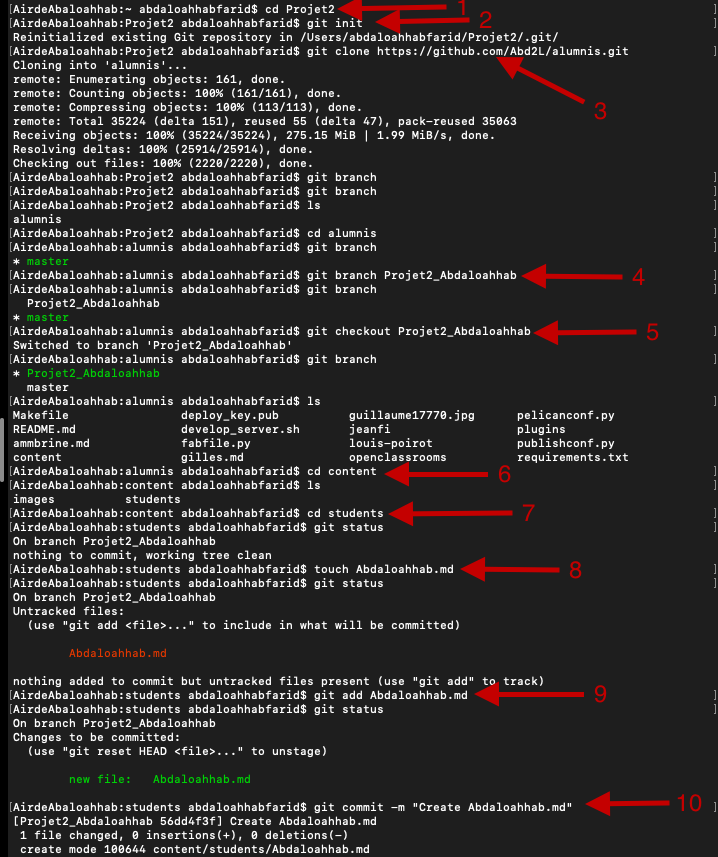 [AirdeAbaloahhab:~ abdaloahhabfarid$ cd Projet2 1 ]
[AirdeAbaloahhab:Projet2 abdaloahhabfarid$ git init 2 ]
Reinitialized existing Git repository in /Users/abdaloahhabfarid/Projet2/.git/
[AirdeAbaloahhab:Projet2 abdaloahhabfarid$ git clone https://github.com/Abd2L/alumnis.git ]
Cloning into 'alumnis'...
remote: Enumerating objects: 161, done.
remote: Counting objects: 100% (161/161), done.
remote: Compressing objects: 100% (113/113), done.
3
remote: Total 35224 (delta 151), reused 55 (delta 47), pack-reused 35063
Receiving objects: 100% (35224/35224), 275.15 MiB | 1.99 MiB/s, done.
Resolving deltas: 100% (25914/25914), done.
Checking out files: 100% (2220/2220), done.
[AirdeAbaloahhab:Projet2 abdaloahhabfarid$ git branch ]
[AirdeAbaloahhab:Projet2 abdaloahhabfarid$ git branch ]
[AirdeAbaloahhab:Projet2 abdaloahhabfarid$ ls ]
alumnis
[AirdeAbaloahhab:Projet2 abdaloahhabfarid$ cd alumnis ]
[AirdeAbaloahhab:alumnis abdaloahhabfarid$ git branch ]
* master
[AirdeAbaloahhab:alumnis abdaloahhabfarid$ git branch Projet2_Abdaloahhab 4 ]
[AirdeAbaloahhab:alumnis abdaloahhabfarid$ git branch ]
Projet2_Abdaloahhab
* master
[AirdeAbaloahhab:alumnis abdaloahhabfarid$ git checkout Projet2_Abdaloahhab 5 ]
Switched to branch 'Projet2_Abdaloahhab'
[AirdeAbaloahhab:alumnis abdaloahhabfarid$ git branch ]
* Projet2_Abdaloahhab
master
[AirdeAbaloahhab:alumnis abdaloahhabfarid$ ls ]
Makefile deploy_key.pub guillaume17770.jpg pelicanconf.py
README.md develop_server.sh jeanfi plugins
ammbrine.md fabfile.py louis-poirot publishconf.py
content gilles.md openclassrooms requirements.txt
[AirdeAbaloahhab:alumnis abdaloahhabfarid$ cd content 6 ]
[AirdeAbaloahhab:content abdaloahhabfarid$ ls ]
images students
[AirdeAbaloahhab:content abdaloahhabfarid$ cd students 7 ]
[AirdeAbaloahhab:students abdaloahhabfarid$ git status ]
On branch Projet2_Abdaloahhab
nothing to commit, working tree clean
[AirdeAbaloahhab:students abdaloahhabfarid$ touch Abdaloahhab.md 8 ]
[AirdeAbaloahhab:students abdaloahhabfarid$ git status ]
On branch Projet2_Abdaloahhab
Untracked files:
(use "git add <file>..." to include in what will be committed)
Abdaloahhab.md
nothing added to commit but untracked files present (use "git add" to track)
[AirdeAbaloahhab:students abdaloahhabfarid$ git add Abdaloahhab.md 9 ]
[AirdeAbaloahhab:students abdaloahhabfarid$ git status ]
On branch Projet2_Abdaloahhab
Changes to be committed:
(use "git reset HEAD <file>..." to unstage)
new file: Abdaloahhab.md
[AirdeAbaloahhab:students abdaloahhabfarid$ git commit -m "Create Abdaloahhab.md" 10 ]
[Projet2_Abdaloahhab 56dd4f3f] Create Abdaloahhab.md
1 file changed, 0 insertions(+), 0 deletions(-)
create mode 100644 content/students/Abdaloahhab.md